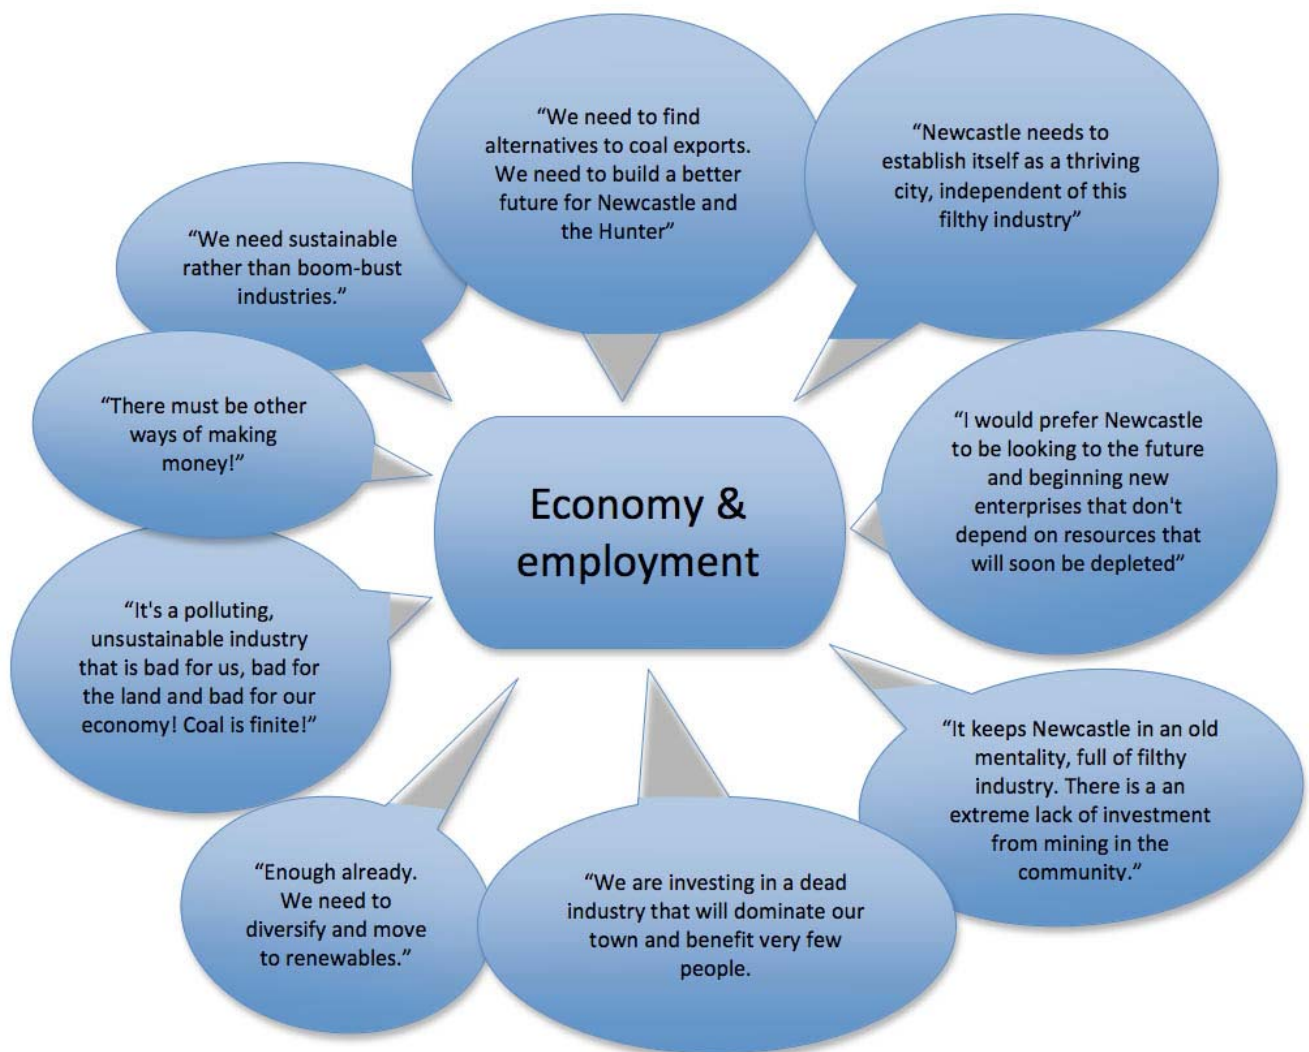 “We need to find
alternatives to coal exports.
We need to build a better
future for Newcastle and
the Hunter”
“Newcastle needs to
establish itself as a thriving
city, independent of this
filthy industry”
“We need sustainable
rather than boom-bust
industries.”
“There must be other
ways of making
money!”
“I would prefer Newcastle
to be looking to the future
and beginning new
enterprises that don't
depend on resources that
will soon be depleted”
Economy &
employment
“It's a polluting,
unsustainable industry
that is bad for us, bad for
the land and bad for our
economy! Coal is finite!”
“It keeps Newcastle in an old
mentality, full of filthy
industry. There is a an
extreme lack of investment
from mining in the
community.”
“Enough already.
We need to
diversify and move
to renewables.”
“We are investing in a dead
industry that will dominate our
town and benefit very few
people.